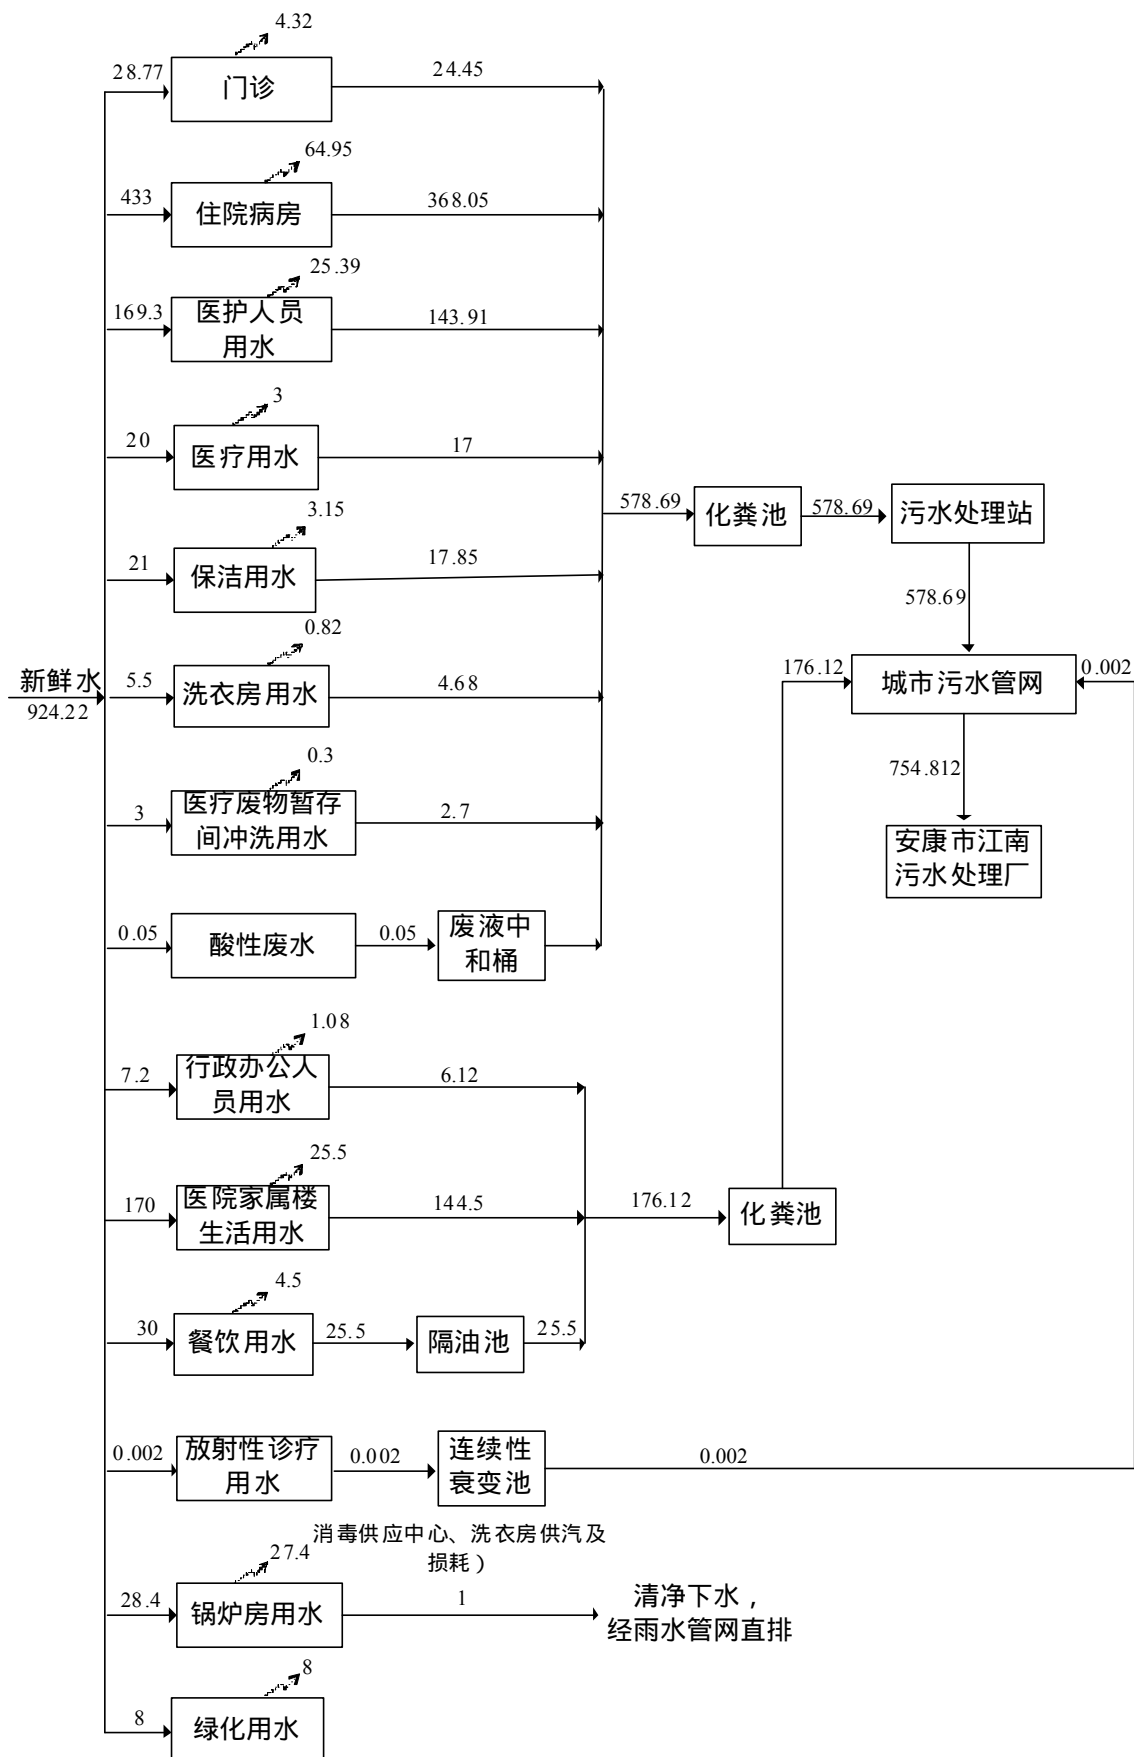 4.32
28.77
门诊
24.45
64.95
433
住院病房
368.05
25.39
169.3
医护人员
用水
143.91
3
20
医疗用水
17
3.15
21
保洁用水
17.85
578.69
化粪池
578.69
污水处理站
578.69
0.82
新鲜水
924.22
5.5
洗衣房用水
4.68
176.12
城市污水管网
0.002
754.812
安康市江南
污水处理厂
0.3
3
医疗废物暂存
间冲洗用水
2.7
0.05
酸性废水
0.05
废液中
和桶
1.08
7.2
行政办公人
员用水
6.12
25.5
170
医院家属楼
生活用水
144.5
176.12
化粪池
4.5
30
餐饮用水
25.5
隔油池
25.5
0.002
放射性诊疗
用水
0.002
连续性
衰变池
0.002
消毒供应中心、洗衣房供汽及
损耗）
27.4
28.4
锅炉房用水
1
清净下水，
经雨水管网直排
8
8
绿化用水